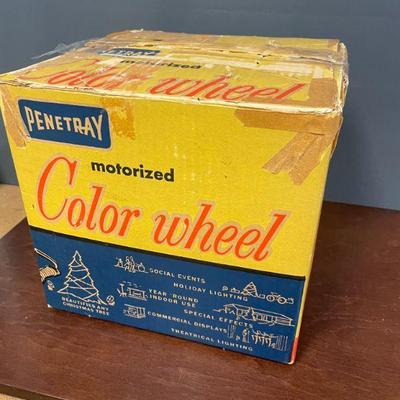 PENETRAY
motorized
Color wheel
PENETRAY
motorized
Color wheel
SOCIAL EVENTS
HOLIDAY LIGHTING
YEAR ROUND
INDOOR USE
SPECIAL EFFECTS
COMMERCIAL DISPLAYS
THEATRICAL LIGHTING
BEAUTIFIES ANY
CHRISTMAS TREE